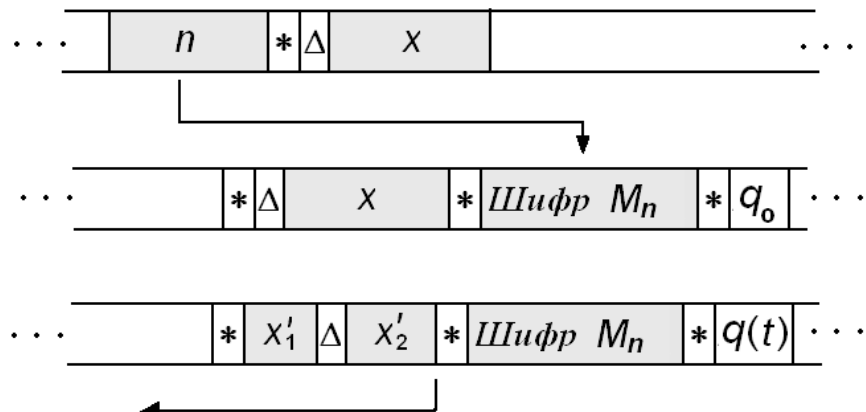 · · · n * Δ x · · ·
· · · * Δ x * Шифр Mₙ * q₀ · · ·
· · · * x′₁ Δ x′₂ * Шифр Mₙ * q(t) · · ·